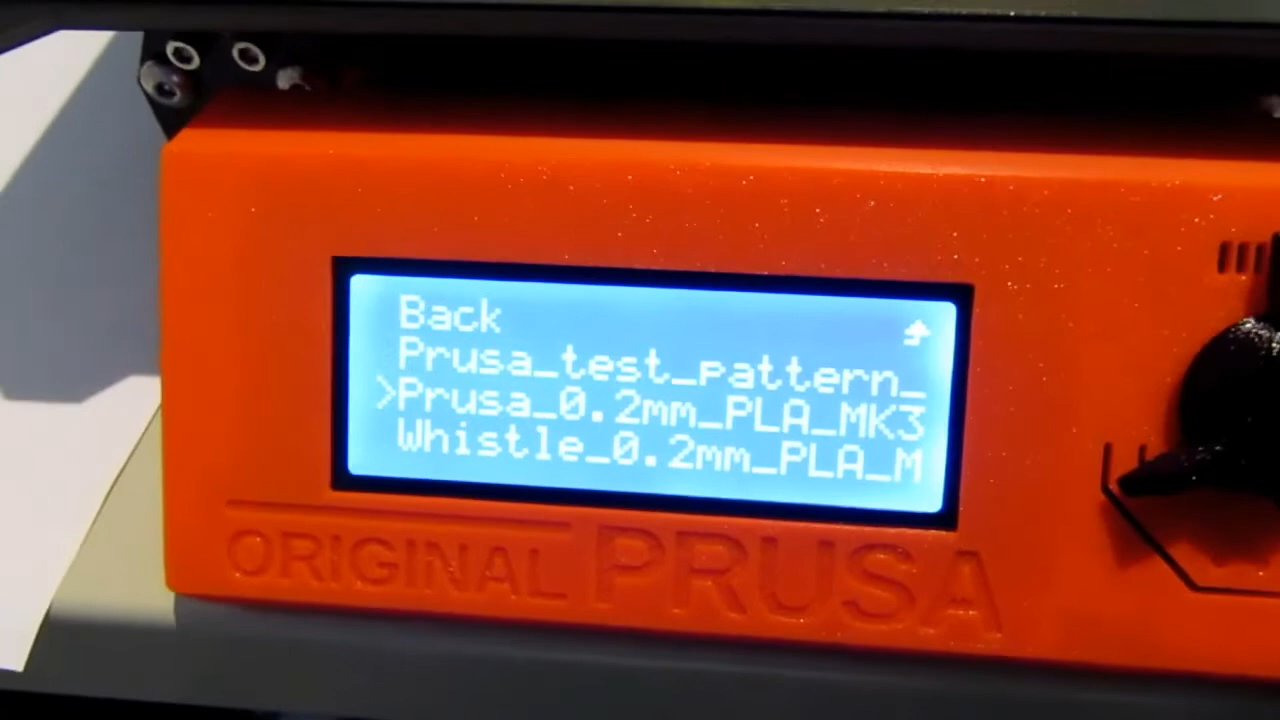 Back
Prusa_test_pattern_
>Prusa_0.2mm_PLA_MK3
Whistle_0.2mm_PLA_M
ORIGINAL PRUSA